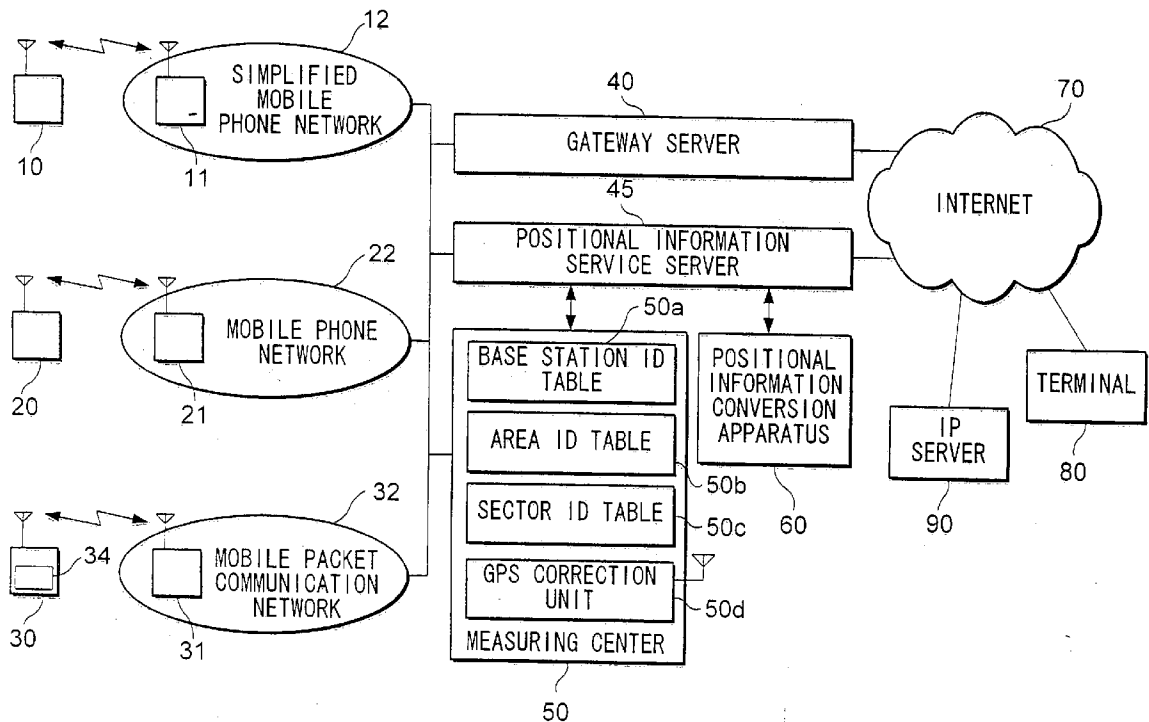 12
SIMPLIFIED
MOBILE
PHONE NETWORK
10
11
40
GATEWAY SERVER
70
INTERNET
45
POSITIONAL INFORMATION
SERVICE SERVER
22
MOBILE PHONE
NETWORK
20
21
50a
BASE STATION ID
TABLE
AREA ID TABLE
50b
SECTOR ID TABLE
50c
GPS CORRECTION
UNIT
50d
MEASURING CENTER
50
POSITIONAL
INFORMATION
CONVERSION
APPARATUS
60
IP
SERVER
90
TERMINAL
80
32
MOBILE PACKET
COMMUNICATION
NETWORK
34
30
31